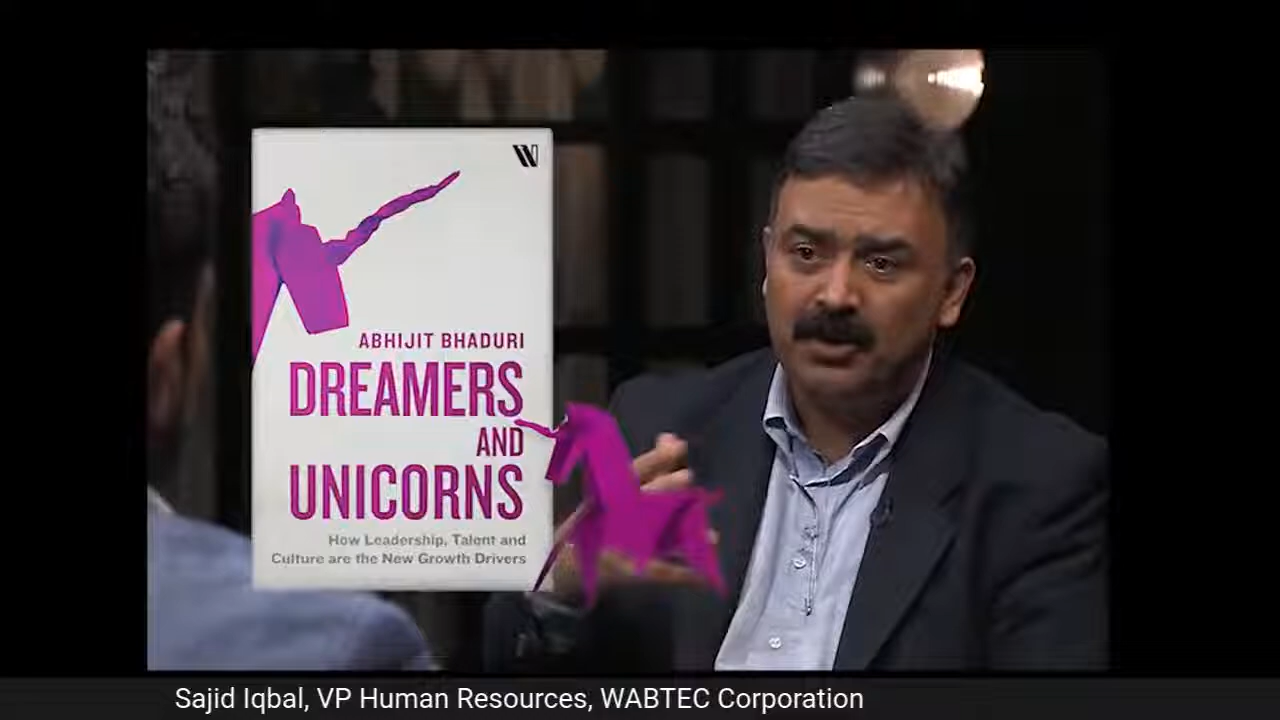 W
ABHIJIT BHADURI
DREAMERS
AND
UNICORNS
How Leadership, Talent and
Culture are the New Growth Drivers
Sajid Iqbal, VP Human Resources, WABTEC Corporation